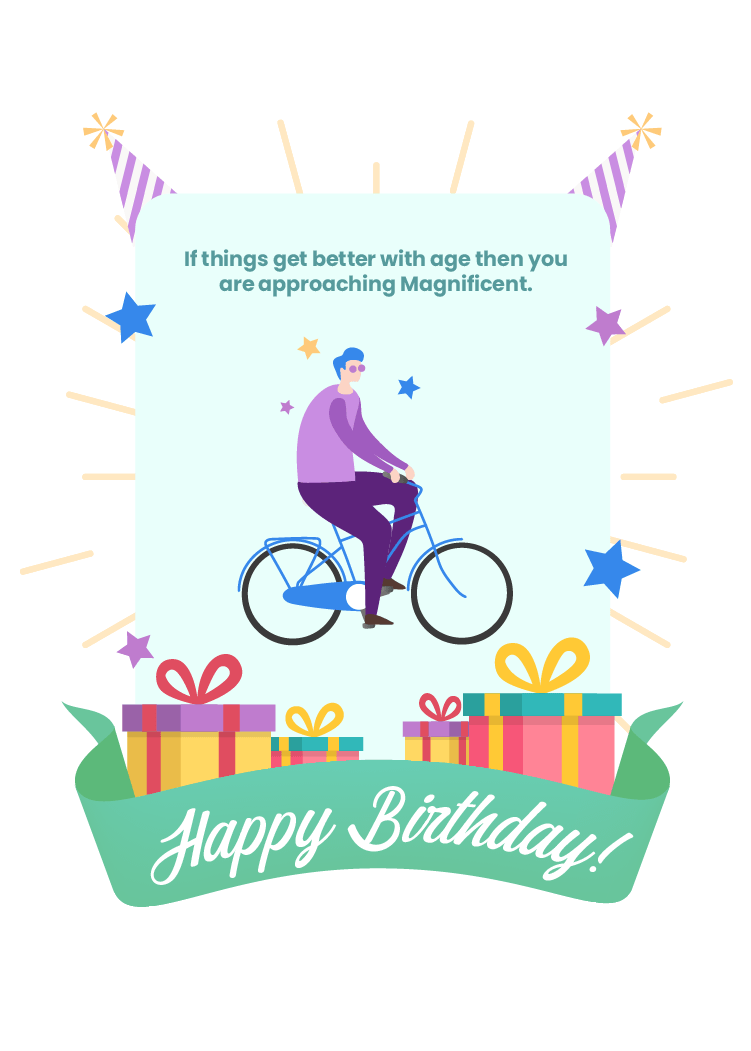 If things get better with age then you
are approaching Magnificent.
Happy Birthday!